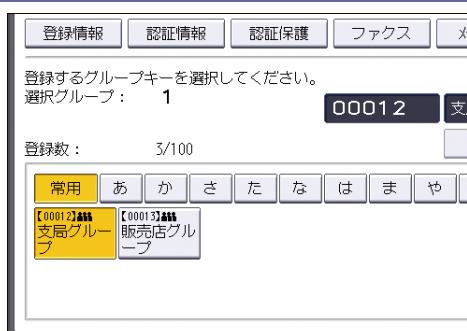 登録情報 認証情報 認証保護 ファクス
登録するグループキーを選択してください。
選択グループ： 1
00012
登録数： 3/100
常用 あ か さ た な は ま や
【00012】 【00013】
支局グルー 販売店グル
プ ープ